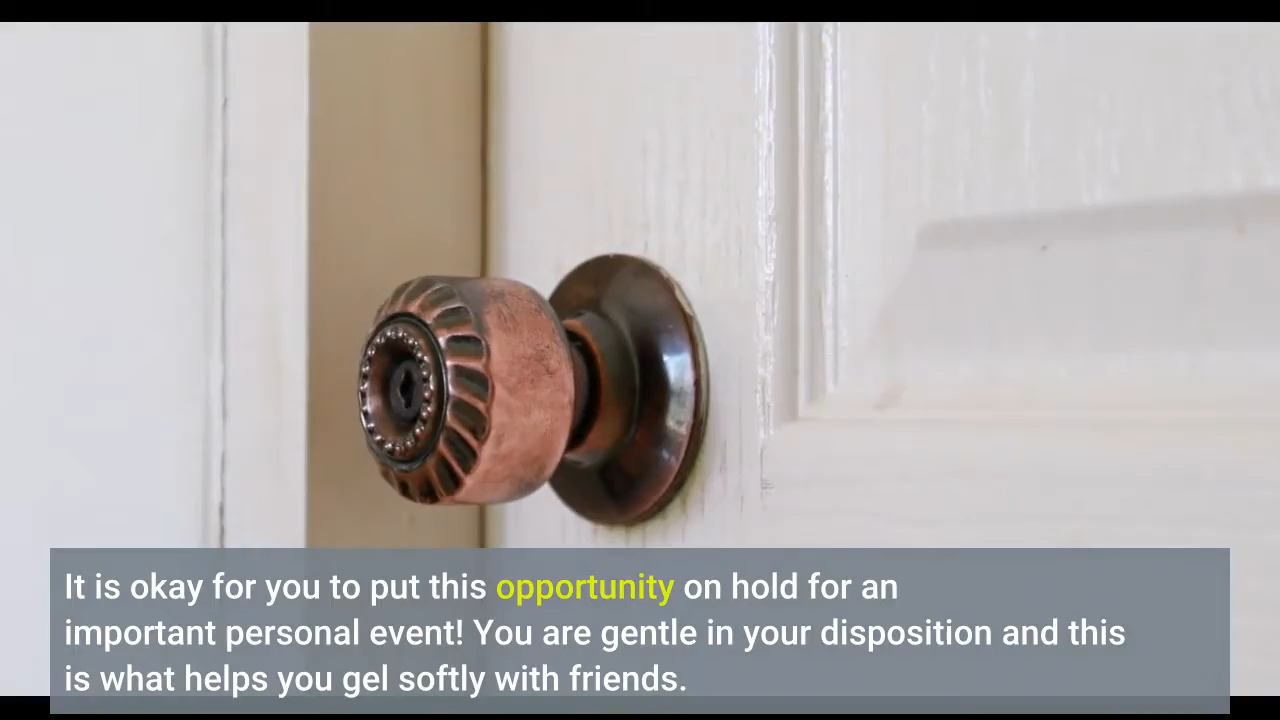 It is okay for you to put this opportunity on hold for an
important personal event! You are gentle in your disposition and this
is what helps you gel softly with friends.